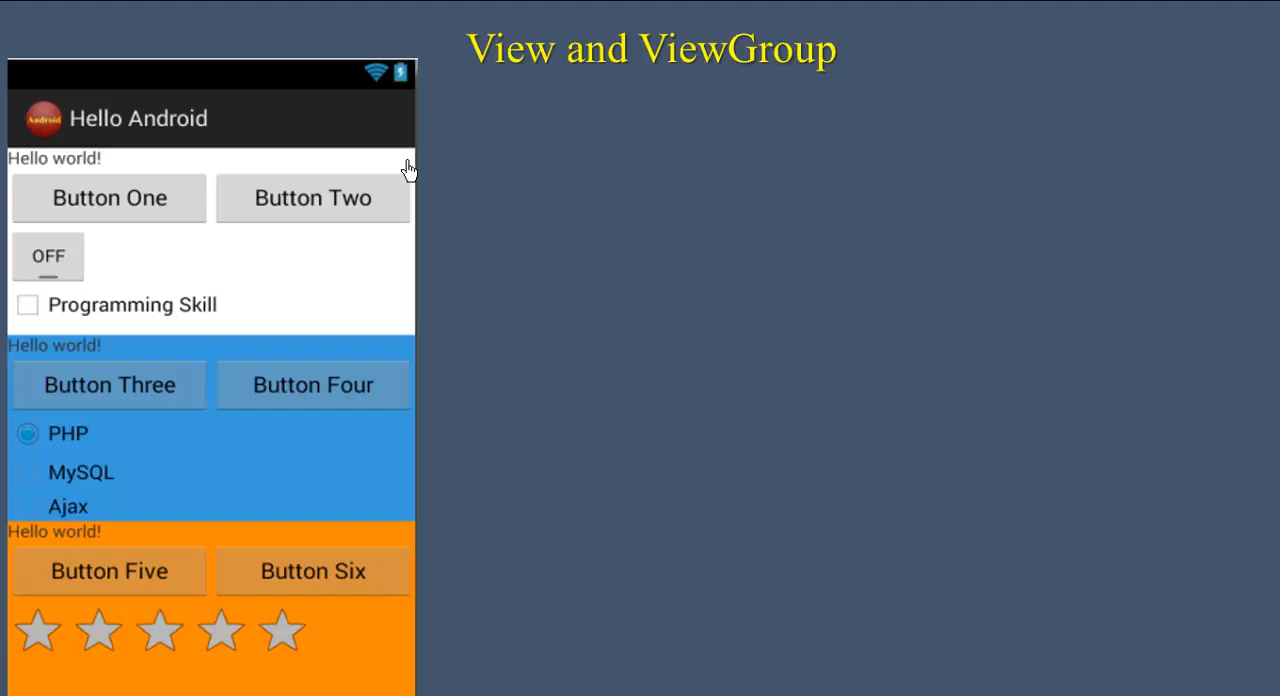 View and ViewGroup
Android Hello Android
Hello world!
Button One Button Two
OFF
Programming Skill
Hello world!
Button Three Button Four
PHP
MySQL
Ajax
Hello world!
Button Five Button Six